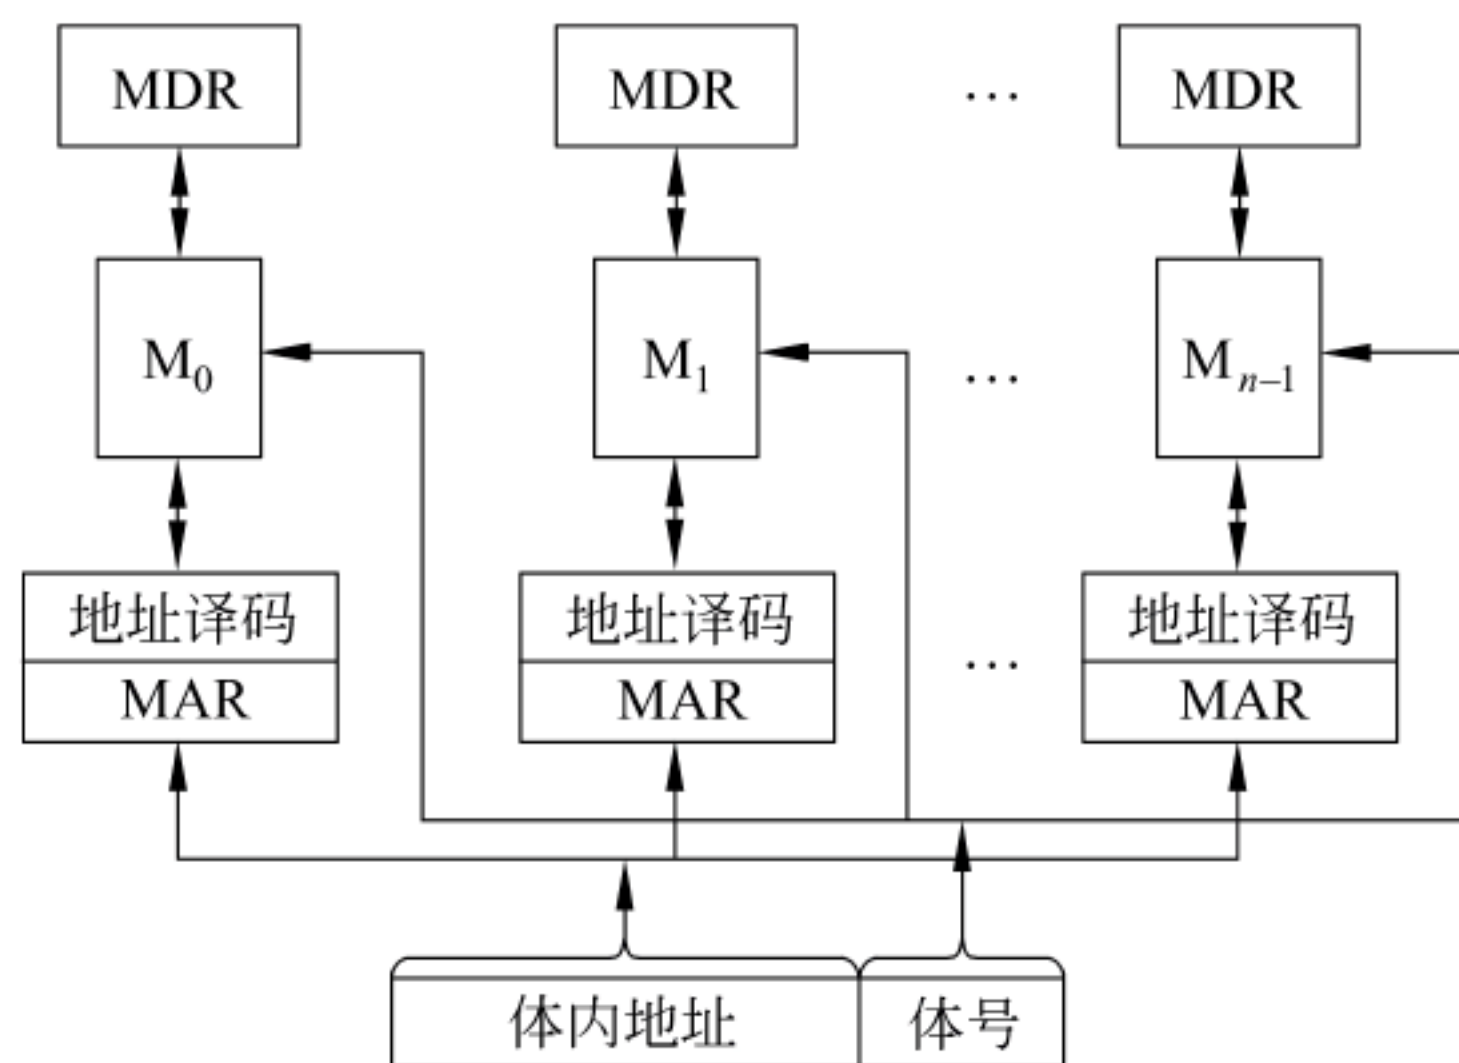 MDR MDR … MDR
M₀ M₁ … Mₙ₋₁
地址译码 地址译码 地址译码
…
MAR MAR MAR
体内地址 体号